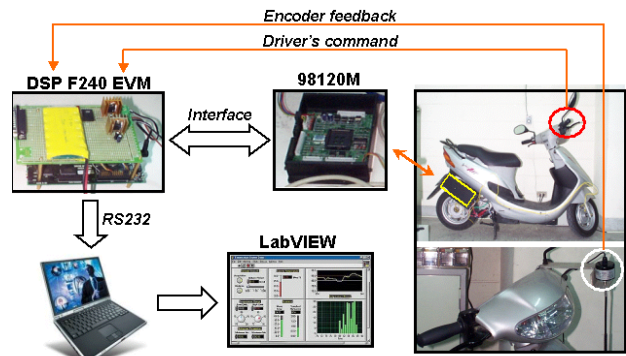 Encoder feedback
Driver's command
DSP F240 EVM
98120M
Interface
RS232
LabVIEW